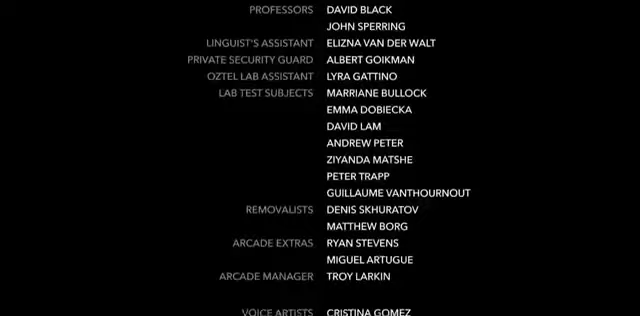 PROFESSORS DAVID BLACK
JOHN SPERRING
LINGUIST'S ASSISTANT ELIZNA VAN DER WALT
PRIVATE SECURITY GUARD ALBERT GOIKMAN
OZTEL LAB ASSISTANT LYRA GATTINO
LAB TEST SUBJECTS MARRIANE BULLOCK
EMMA DOBIECKA
DAVID LAM
ANDREW PETER
ZIYANDA MATSHE
PETER TRAPP
GUILLAUME VANTHOURNOUT
REMOVALISTS DENIS SKHURATOV
MATTHEW BORG
ARCADE EXTRAS RYAN STEVENS
MIGUEL ARTUGUE
ARCADE MANAGER TROY LARKIN
VOICE ARTISTS CRISTINA GOMEZ